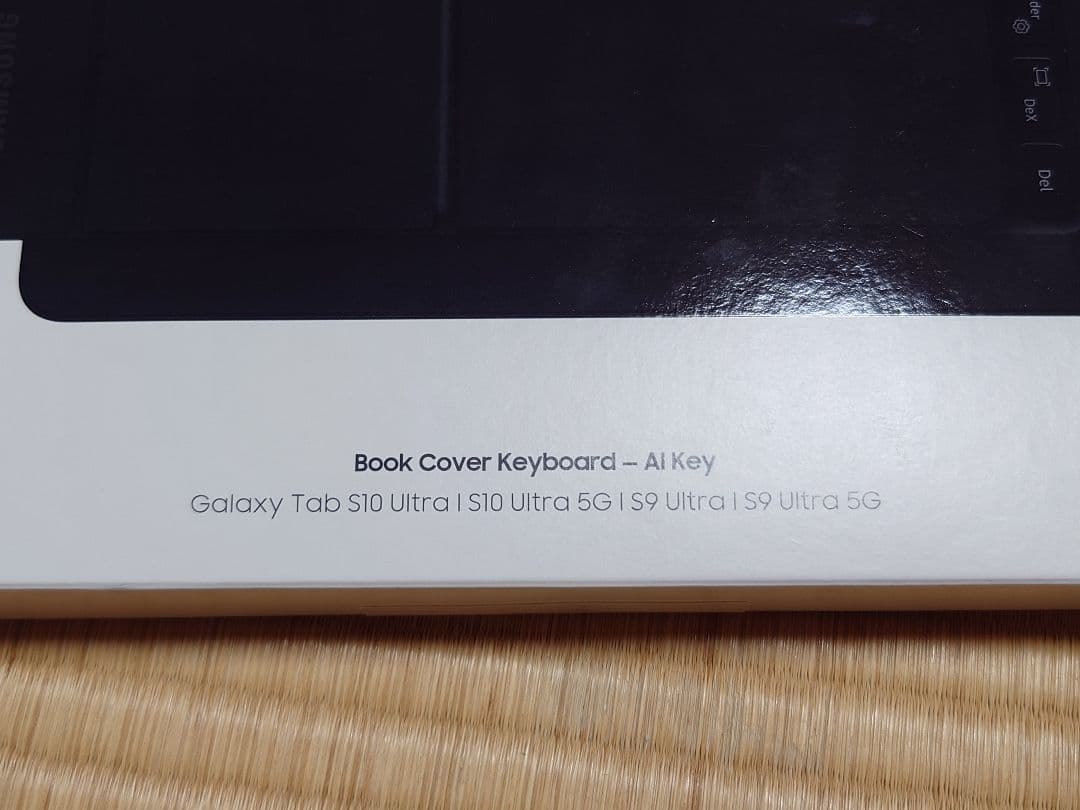 SAMSUNG
DeX
Del
Book Cover Keyboard – AI Key
Galaxy Tab S10 Ultra | S10 Ultra 5G | S9 Ultra | S9 Ultra 5G